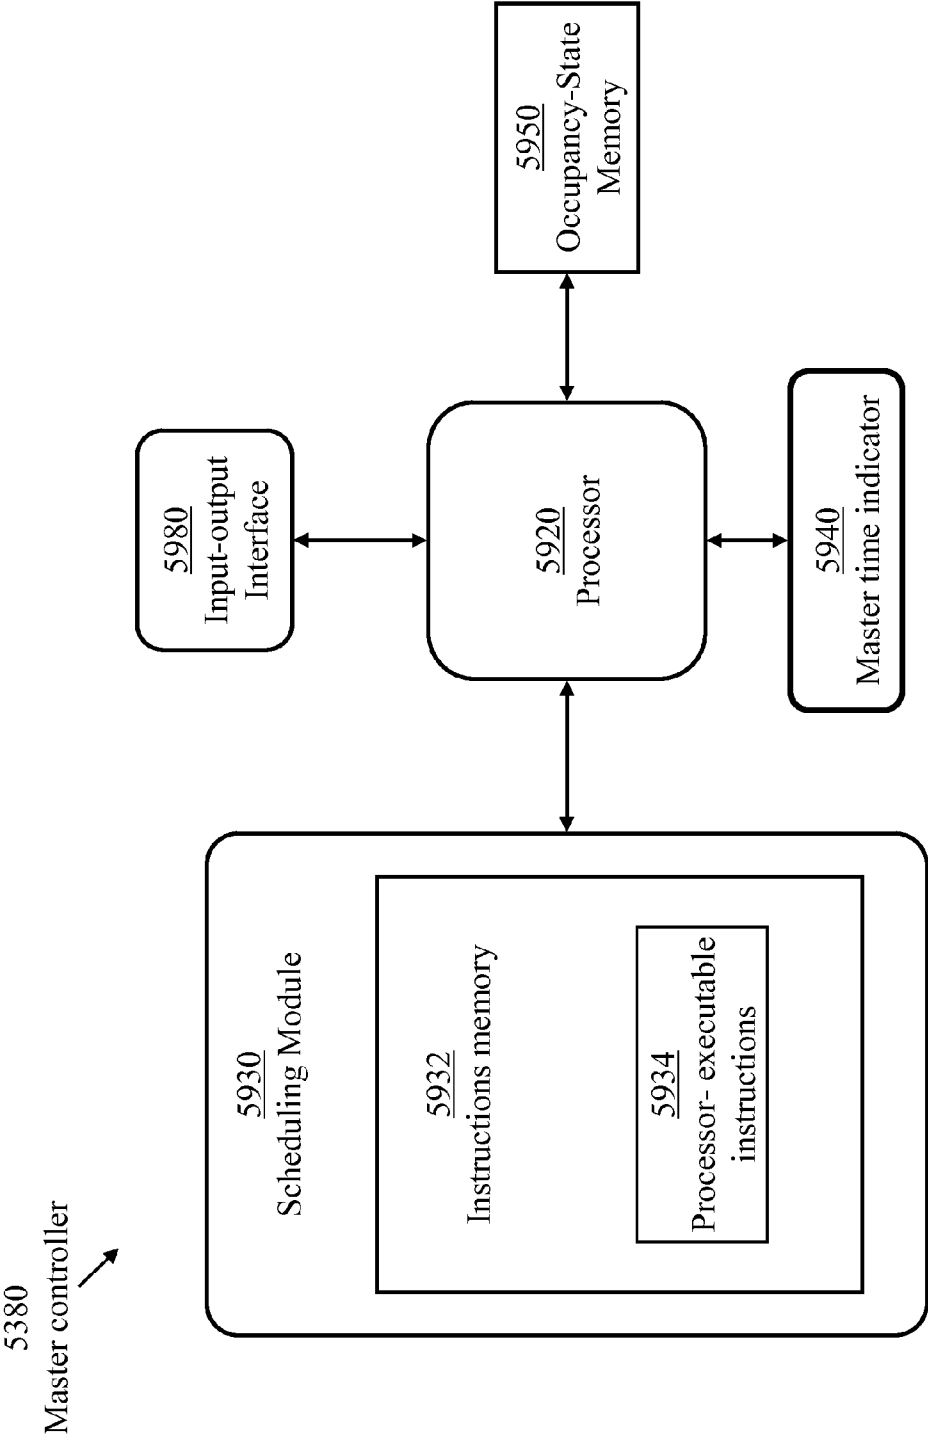 5380
Master controller
5930
Scheduling Module
5932
Instructions memory
5934
Processor- executable
instructions
5980
Input-output
Interface
5920
Processor
5940
Master time indicator
5950
Occupancy-State
Memory